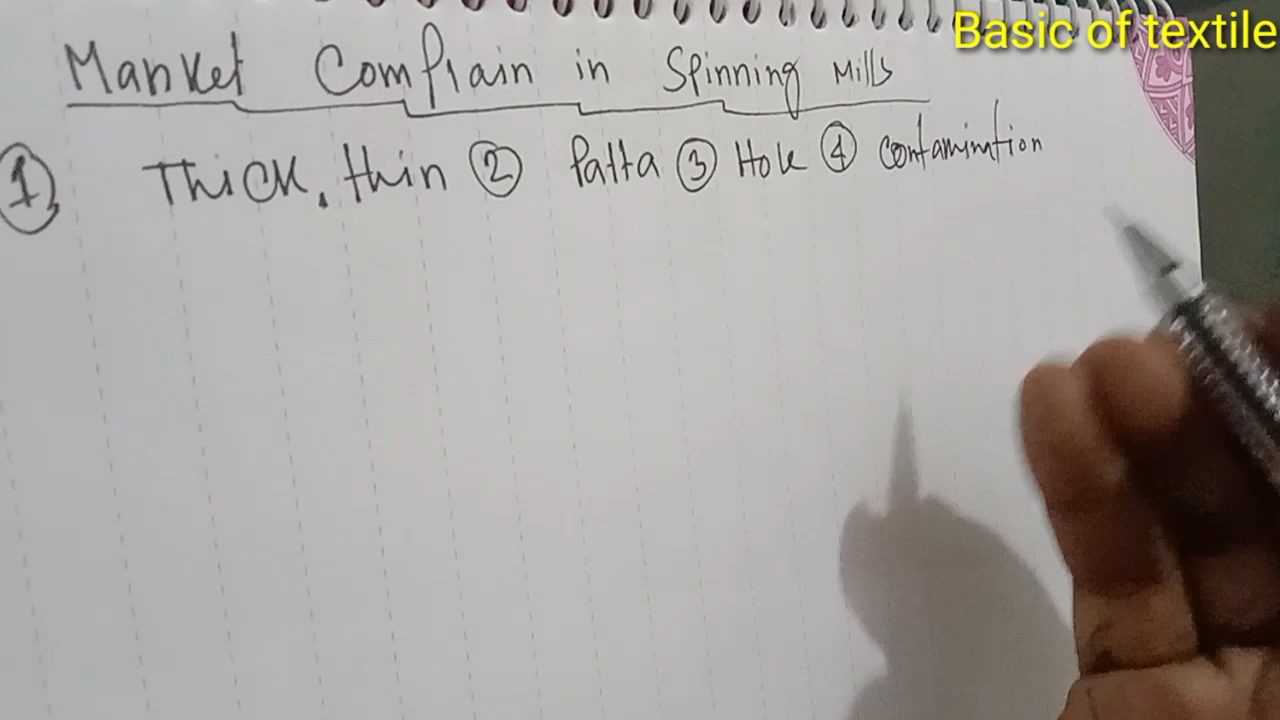 Basic of textile
Market Complain in Spinning Mills
① Thick, thin ② Patta ③ Hole ④ contamination